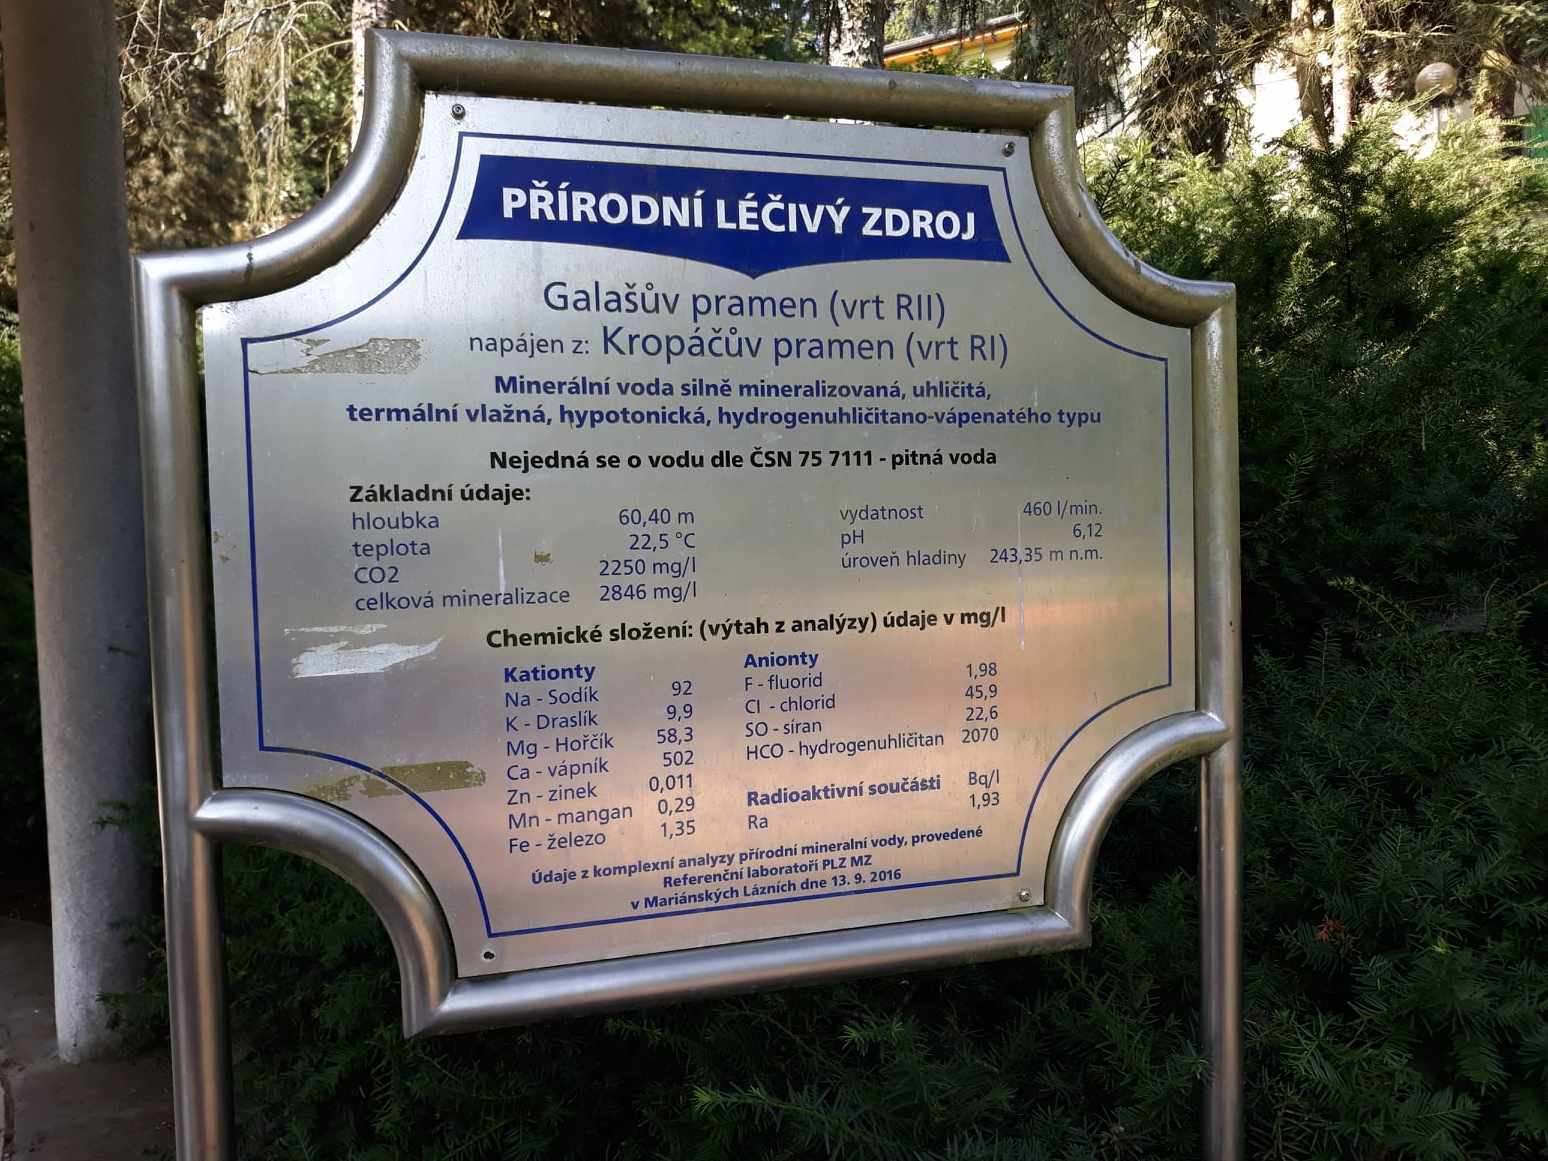 PŘÍRODNÍ LÉČIVÝ ZDROJ
Galašův pramen (vrt RII)
napájen z: Kropáčův pramen (vrt RI)
Minerální voda silně mineralizovaná, uhličitá,
termální vlažná, hypotonická, hydrogenuhličitano-vápenatého typu
Nejedná se o vodu dle ČSN 75 7111 - pitná voda
Základní údaje:
hloubka 60,40 m
teplota 22,5 °C
CO2 2250 mg/l
celková mineralizace 2846 mg/l
vydatnost 460 l/min.
pH 6,12
úroveň hladiny 243,35 m n.m.
Chemické složení: (výtah z analýzy) údaje v mg/l
Kationty
Na - Sodík 92
K - Draslík 9,9
Mg - Hořčík 58,3
Ca - vápník 502
Zn - zinek 0,011
Mn - mangan 0,29
Fe - železo 1,35
Anionty
F - fluorid 1,98
Cl - chlorid 45,9
SO - síran 22,6
HCO - hydrogenuhličitan 2070
Radioaktivní součásti Bq/l
Ra 1,93
Údaje z komplexní analyzy přírodní mineralní vody, provedené
Referenční laboratoří PLZ MZ
v Mariánských Lázních dne 13. 9. 2016